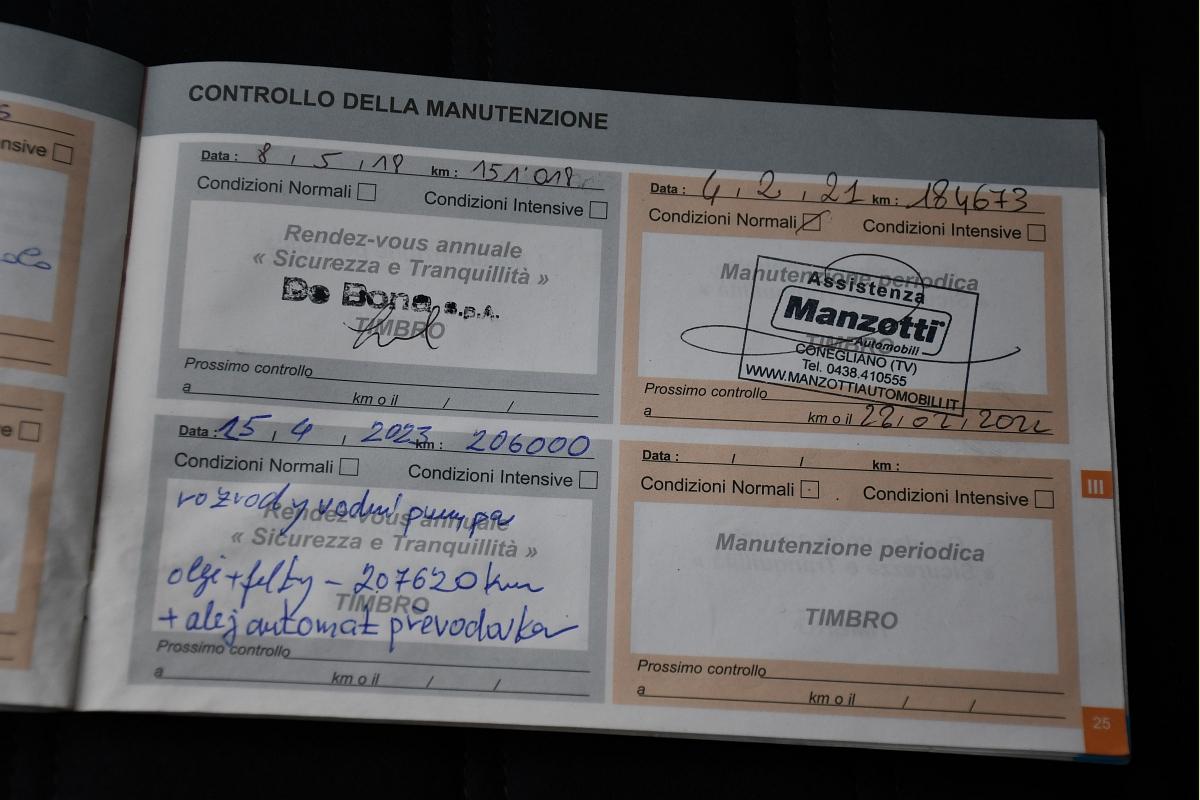 CONTROLLO DELLA MANUTENZIONE
nsive
Data : 8 , 5 , 18 km : 151'018
Condizioni Normali Condizioni Intensive
Rendez-vous annuale
« Sicurezza e Tranquillità »
De Bona S.p.A.
TIMBRO
Prossimo controllo
a km o il / /
Data : 4 , 2 , 21 km : 184673
Condizioni Normali Condizioni Intensive
Manutenzione periodica
Assistenza
Manzotti
Automobili
TIMBRO
CONEGLIANO (TV)
Tel. 0438.410555
WWW.MANZOTTIAUTOMOBILI.IT
Prossimo controllo
a km o il 22/02/2022
e
Data : 15 , 4 , 2023 km : 206000
Condizioni Normali Condizioni Intensive
rozvody vodní pumpa
Rendez-vous annuale
« Sicurezza e Tranquillità »
olej+filtry – 207620 km
TIMBRO
+ alej automat převodovka
Prossimo controllo
a km o il / /
Data : / / km :
Condizioni Normali Condizioni Intensive
Manutenzione periodica
TIMBRO
Prossimo controllo
a km o il / /
III
25